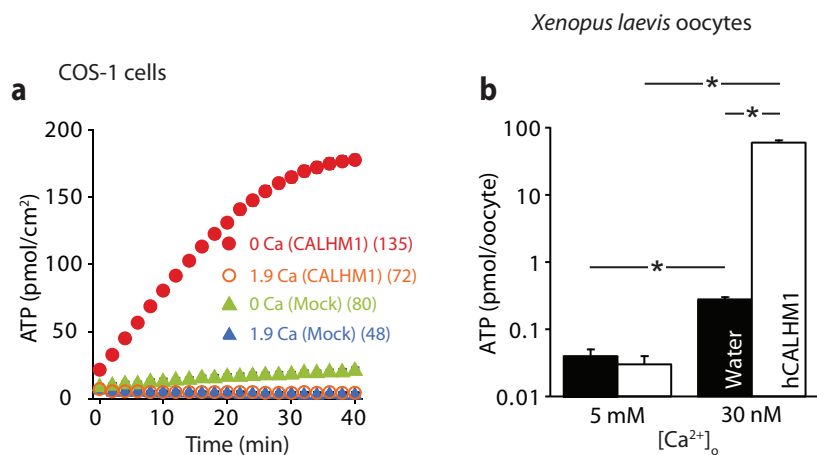 Xenopus laevis oocytes
COS-1 cells
a
200
150
100
50
0
ATP (pmol/cm²)
0 Ca (CALHM1) (135)
1.9 Ca (CALHM1) (72)
0 Ca (Mock) (80)
1.9 Ca (Mock) (48)
0 10 20 30 40
Time (min)
b
* 
*
*
100
10
1
0.1
0.01
ATP (pmol/oocyte)
Water
hCALHM1
5 mM 30 nM
[Ca²⁺]ₒ